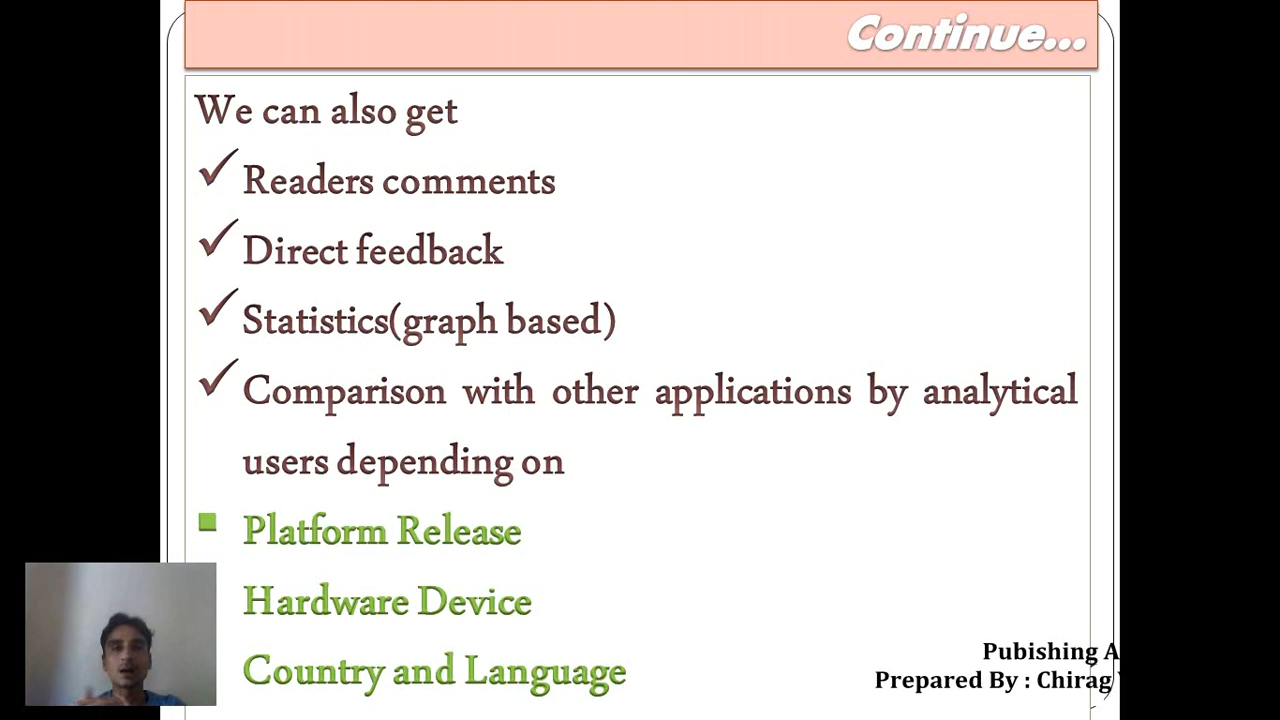 Continue...
We can also get
Readers comments
Direct feedback
Statistics(graph based)
Comparison with other applications by analytical
users depending on
Platform Release
Hardware Device
Country and Language
Pubishing A
Prepared By : Chirag